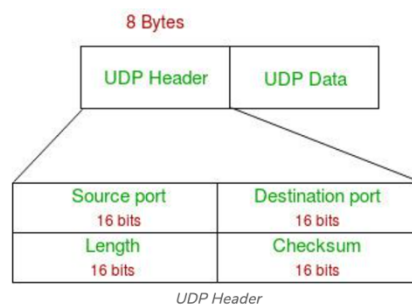 8 Bytes
UDP Header UDP Data
Source port Destination port
16 bits 16 bits
Length Checksum
16 bits 16 bits
UDP Header